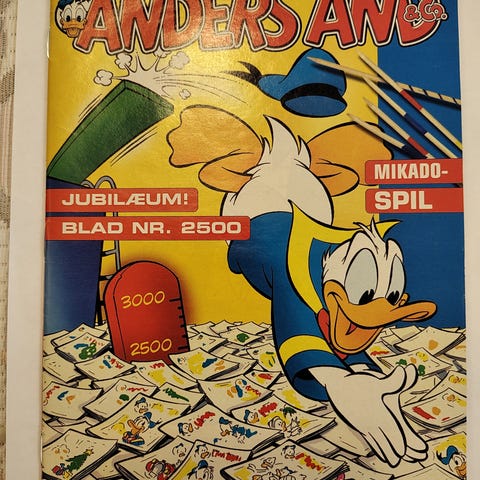 ANDERS AND
& Co.
MIKADO-
SPIL
JUBILÆUM!
BLAD NR. 2500
3000
2500